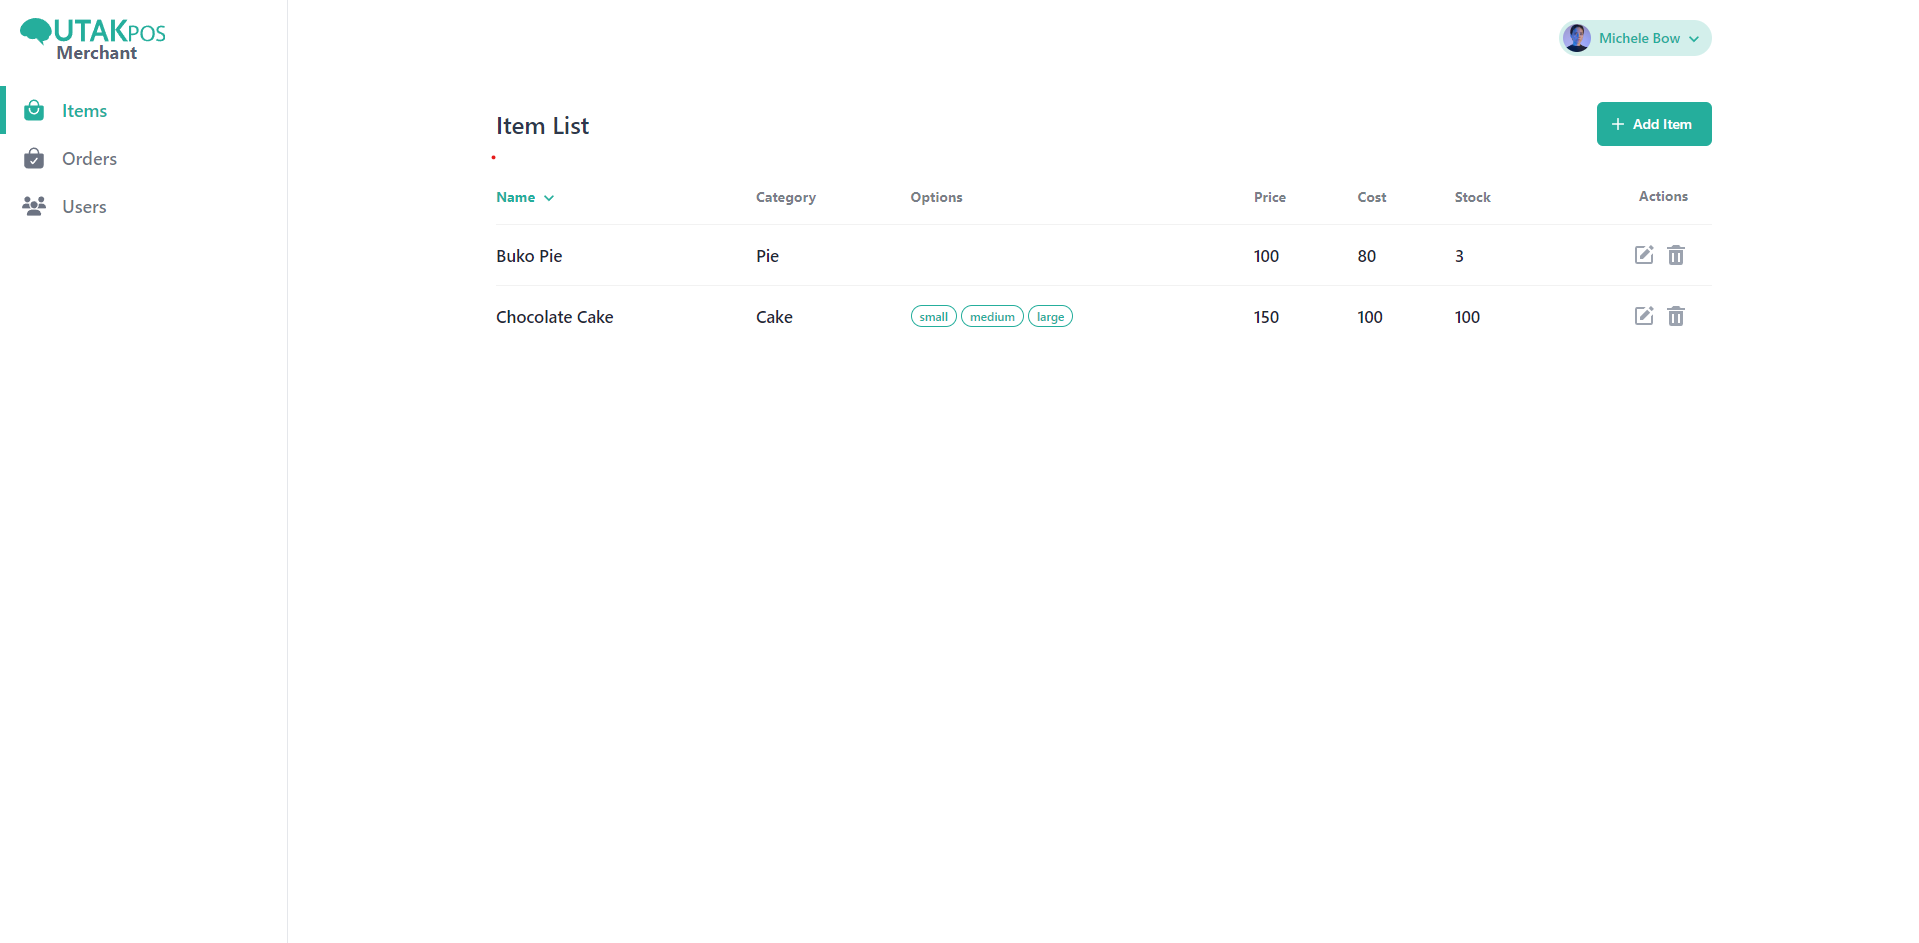 UTAKPOS
Merchant
Items
Orders
Users
Michele Bow
Item List
Add Item
Name Category Options Price Cost Stock Actions
Buko Pie Pie 100 80 3
Chocolate Cake Cake small medium large 150 100 100